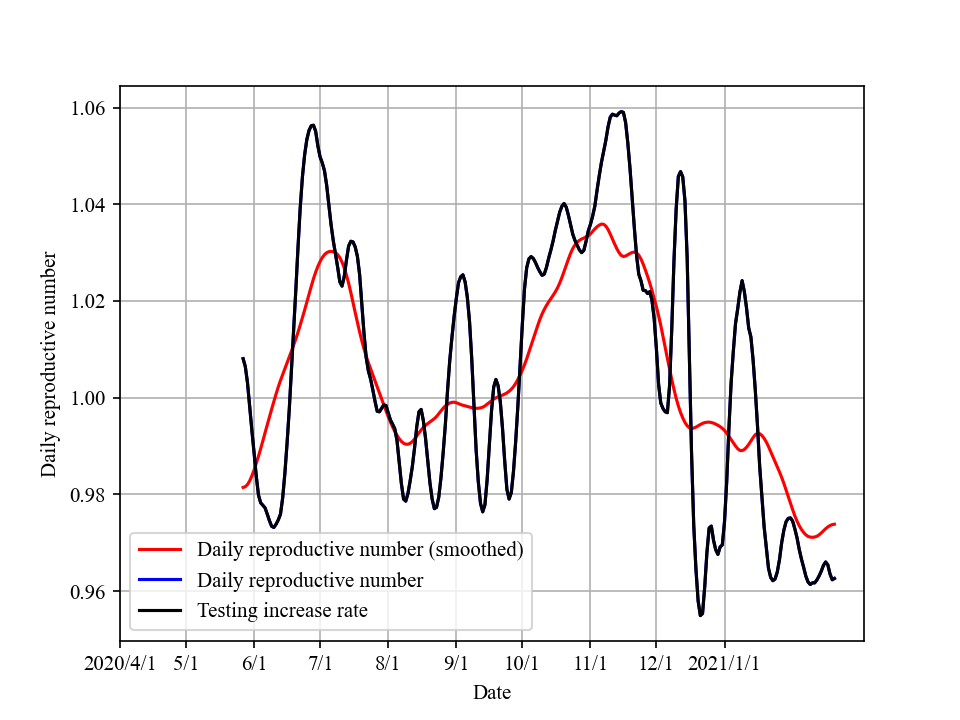 1.06
1.04
1.02
1.00
0.98
0.96
Daily reproductive number
Daily reproductive number (smoothed)
Daily reproductive number
Testing increase rate
2020/4/1 5/1 6/1 7/1 8/1 9/1 10/1 11/1 12/1 2021/1/1
Date